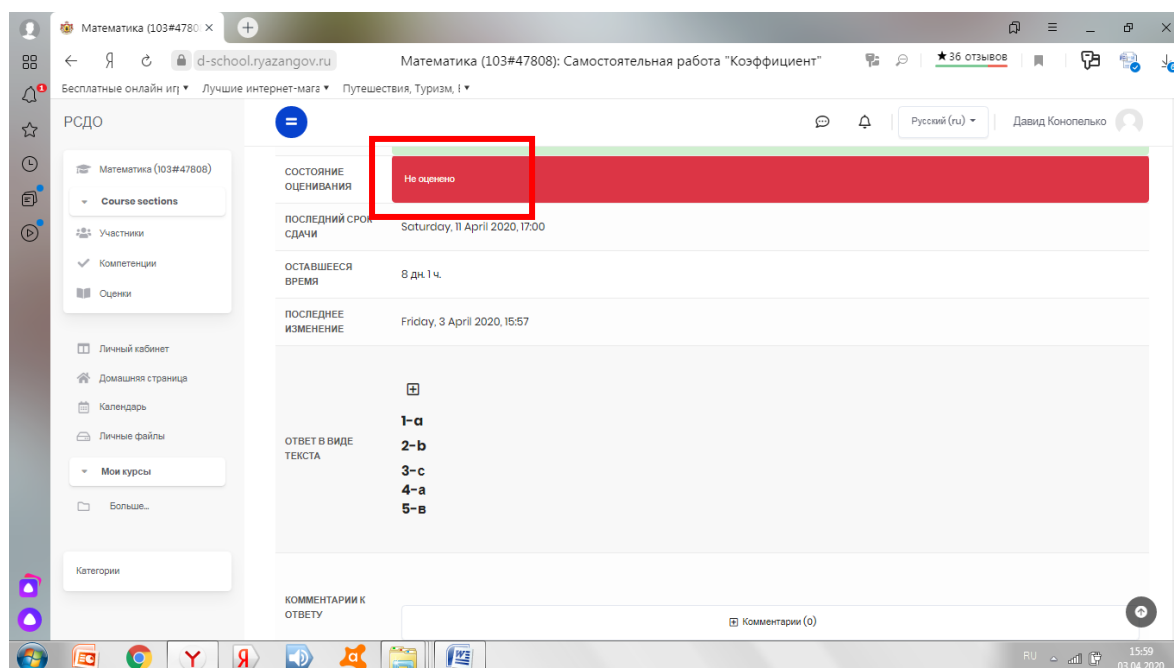 Математика (103#4780
d-school.ryazangov.ru
Математика (103#47808): Самостоятельная работа "Коэффициент"
★36 отзывов
Бесплатные онлайн игр
Лучшие интернет-мага
Путешествия, Туризм, І
РСДО
Русский (ru)
Давид Конопелько
Математика (103#47808)
Course sections
Участники
Компетенции
Оценки
Личный кабинет
Домашняя страница
Календарь
Личные файлы
Мои курсы
Больше...
Категории
СОСТОЯНИЕ
ОЦЕНИВАНИЯ
Не оценено
ПОСЛЕДНИЙ СРОК
СДАЧИ
Saturday, 11 April 2020, 17:00
ОСТАВШЕЕСЯ
ВРЕМЯ
8 дн. 1 ч.
ПОСЛЕДНЕЕ
ИЗМЕНЕНИЕ
Friday, 3 April 2020, 15:57
ОТВЕТ В ВИДЕ
ТЕКСТА
1-a
2-b
3-c
4-a
5-в
КОММЕНТАРИИ К
ОТВЕТУ
Комментарии (0)
RU
15:59
03.04.2020